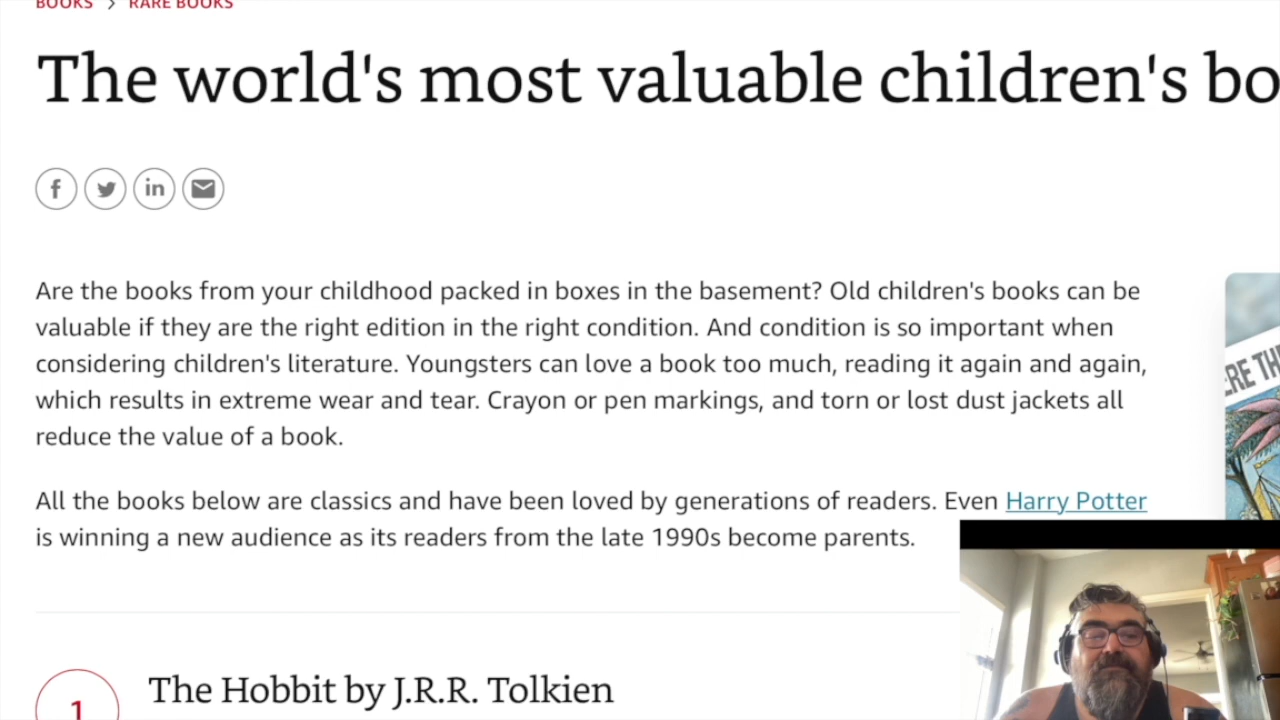 BOOKS > RARE BOOKS
The world's most valuable children's bo
f in
Are the books from your childhood packed in boxes in the basement? Old children's books can be
valuable if they are the right edition in the right condition. And condition is so important when
considering children's literature. Youngsters can love a book too much, reading it again and again,
which results in extreme wear and tear. Crayon or pen markings, and torn or lost dust jackets all
reduce the value of a book.
ERE TH
All the books below are classics and have been loved by generations of readers. Even Harry Potter
is winning a new audience as its readers from the late 1990s become parents.
1 The Hobbit by J.R.R. Tolkien